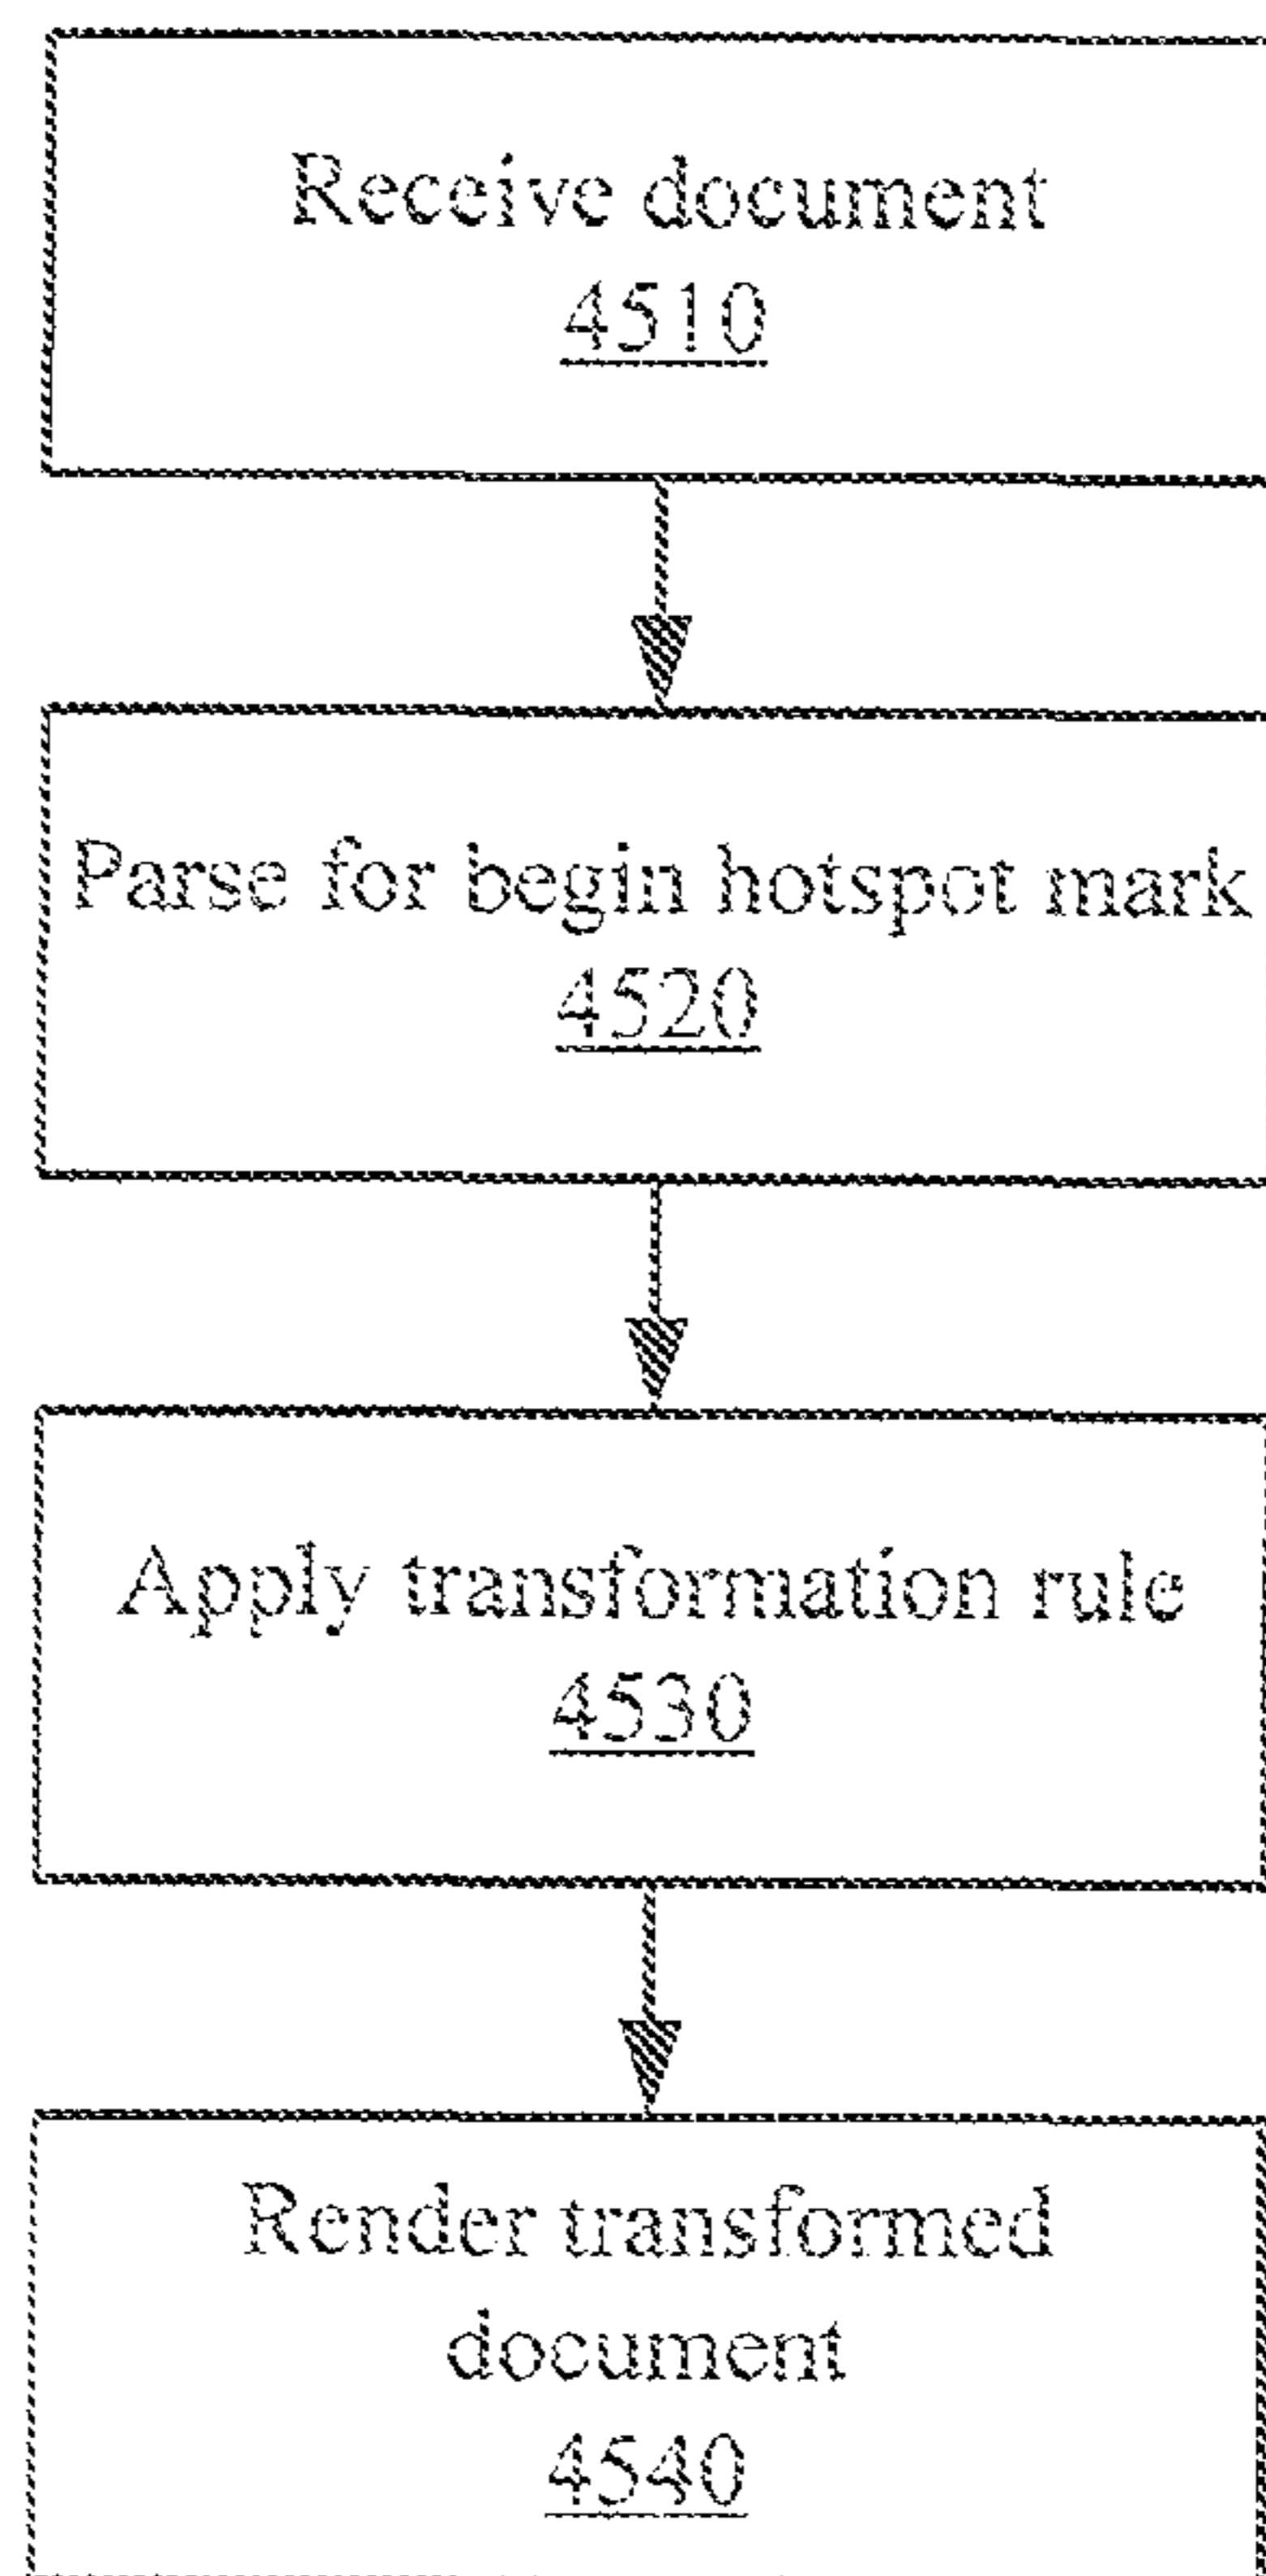 Receive document
4510
Parse for begin hotspot mark
4520
Apply transformation rule
4530
Render transformed
document
4540